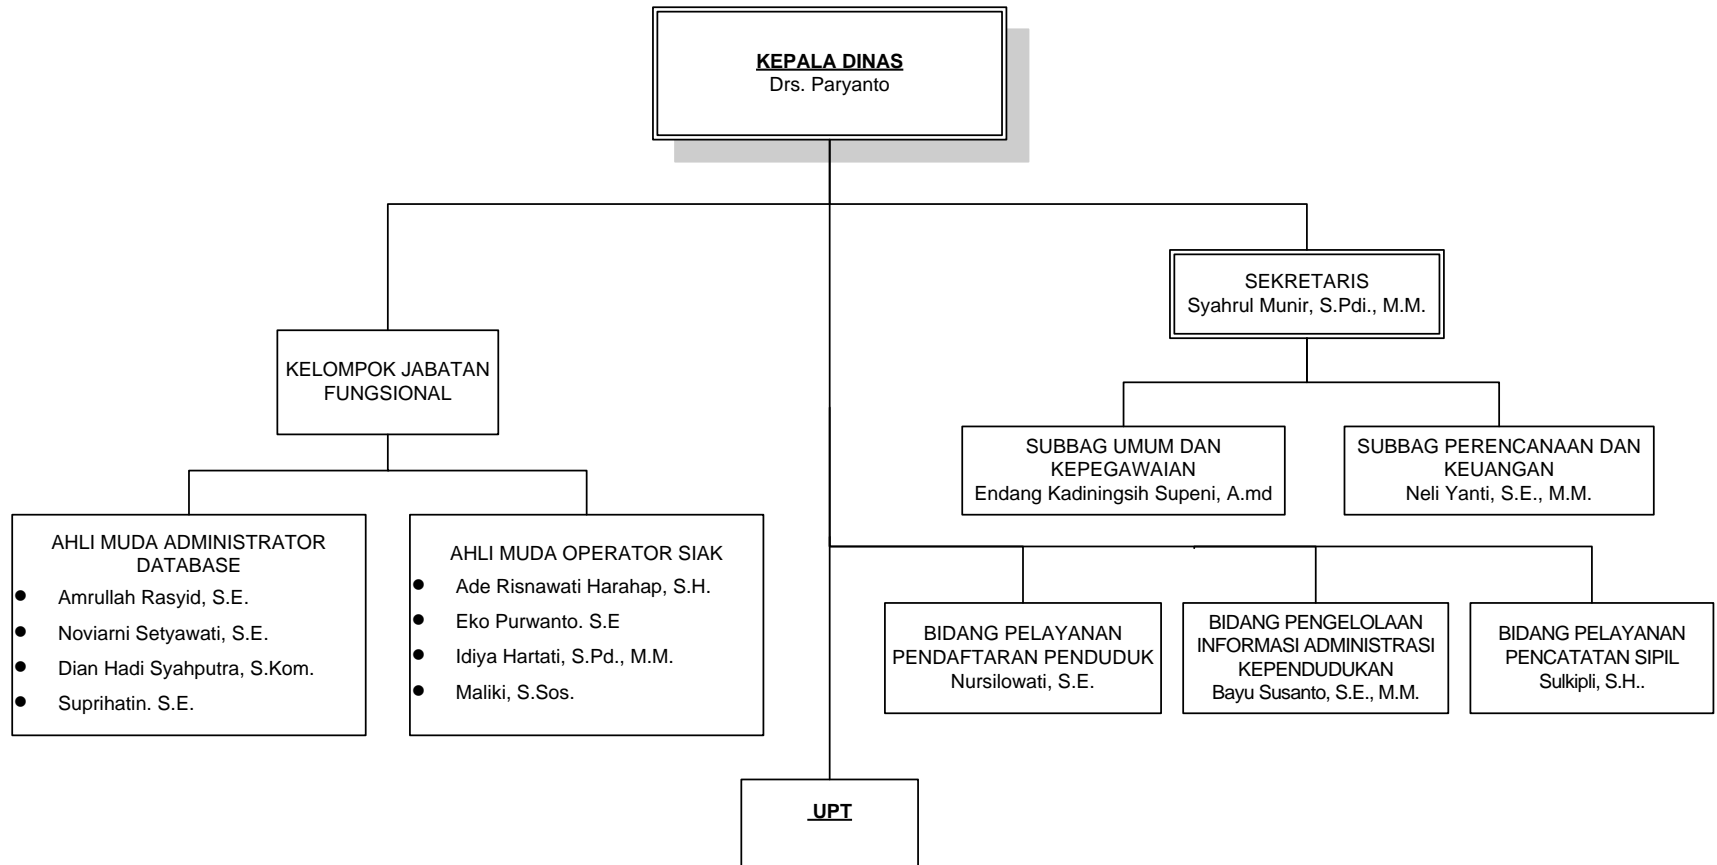 KEPALA DINAS
Drs. Paryanto
SEKRETARIS
Syahrul Munir, S.Pdi., M.M.
KELOMPOK JABATAN
FUNGSIONAL
SUBBAG UMUM DAN
KEPEGAWAIAN
Endang Kadiningsih Supeni, A.md
SUBBAG PERENCANAAN DAN
KEUANGAN
Neli Yanti, S.E., M.M.
AHLI MUDA ADMINISTRATOR
DATABASE
● Amrullah Rasyid, S.E.
● Noviarni Setyawati, S.E.
● Dian Hadi Syahputra, S.Kom.
● Suprihatin. S.E.
AHLI MUDA OPERATOR SIAK
● Ade Risnawati Harahap, S.H.
● Eko Purwanto. S.E
● Idiya Hartati, S.Pd., M.M.
● Maliki, S.Sos.
BIDANG PELAYANAN
PENDAFTARAN PENDUDUK
Nursilowati, S.E.
BIDANG PENGELOLAAN
INFORMASI ADMINISTRASI
KEPENDUDUKAN
Bayu Susanto, S.E., M.M.
BIDANG PELAYANAN
PENCATATAN SIPIL
Sulkipli, S.H..
UPT